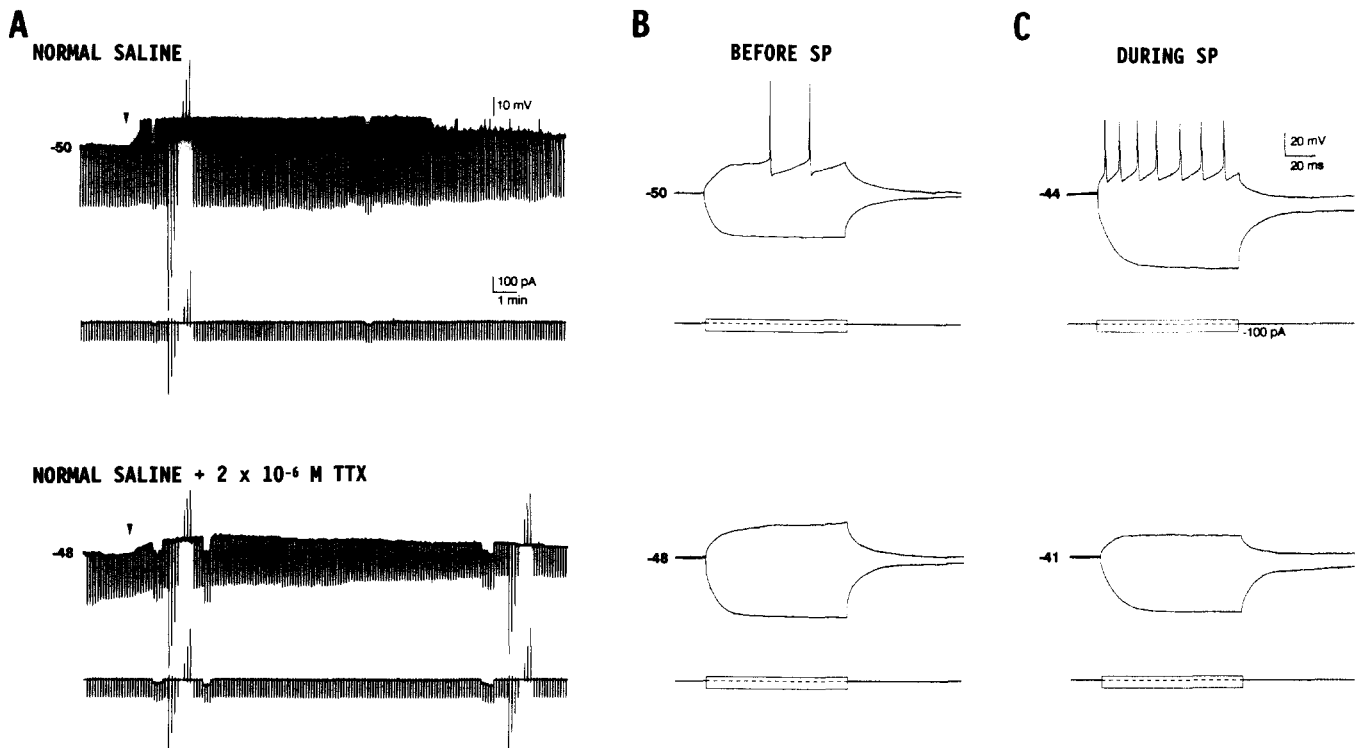 A
NORMAL SALINE
10 mV
-50
100 pA
1 min
NORMAL SALINE + 2 x 10-6 M TTX
-48
B
BEFORE SP
-50
-48
C
DURING SP
20 mV
20 ms
-44
-100 pA
-41